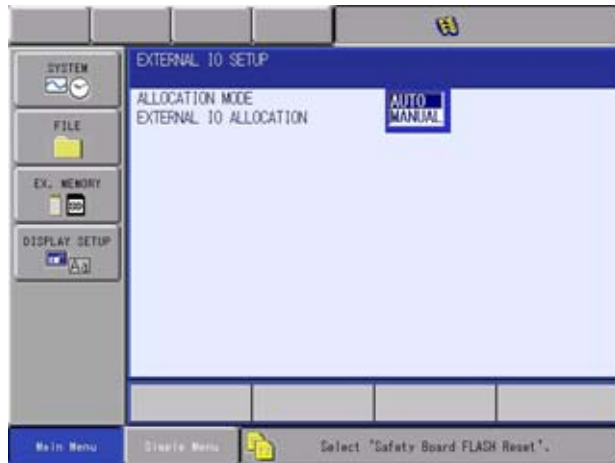 SYSTEM
FILE
EX. MEMORY
DISPLAY SETUP
EXTERNAL IO SETUP
ALLOCATION MODE
EXTERNAL IO ALLOCATION
AUTO
MANUAL
Main Menu
Simple Menu
Select "Safety Board FLASH Reset".